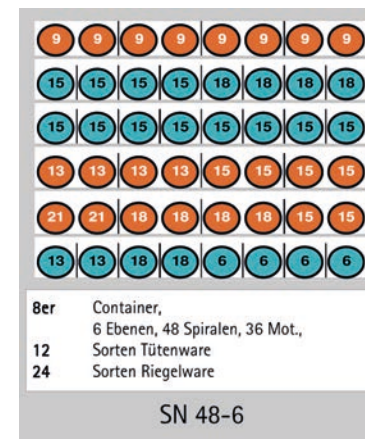 9 9 9 9 9 9 9 9
15 15 15 15 18 18 18 18
15 15 15 15 15 15 15 15
13 13 13 13 15 15 15 15
21 21 18 18 18 18 15 15
13 13 18 18 6 6 6 6
8er Container,
6 Ebenen, 48 Spiralen, 36 Mot.,
12 Sorten Tütenware
24 Sorten Riegelware
SN 48-6